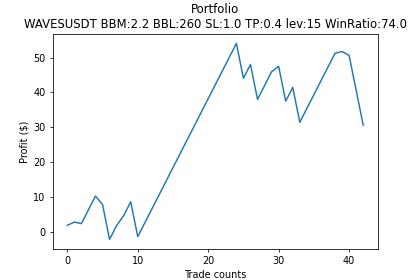 Portfolio
WAVESUSDT BBM:2.2 BBL:260 SL:1.0 TP:0.4 lev:15 WinRatio:74.0
Profit ($)
50
40
30
20
10
0
0
10
20
30
40
Trade counts